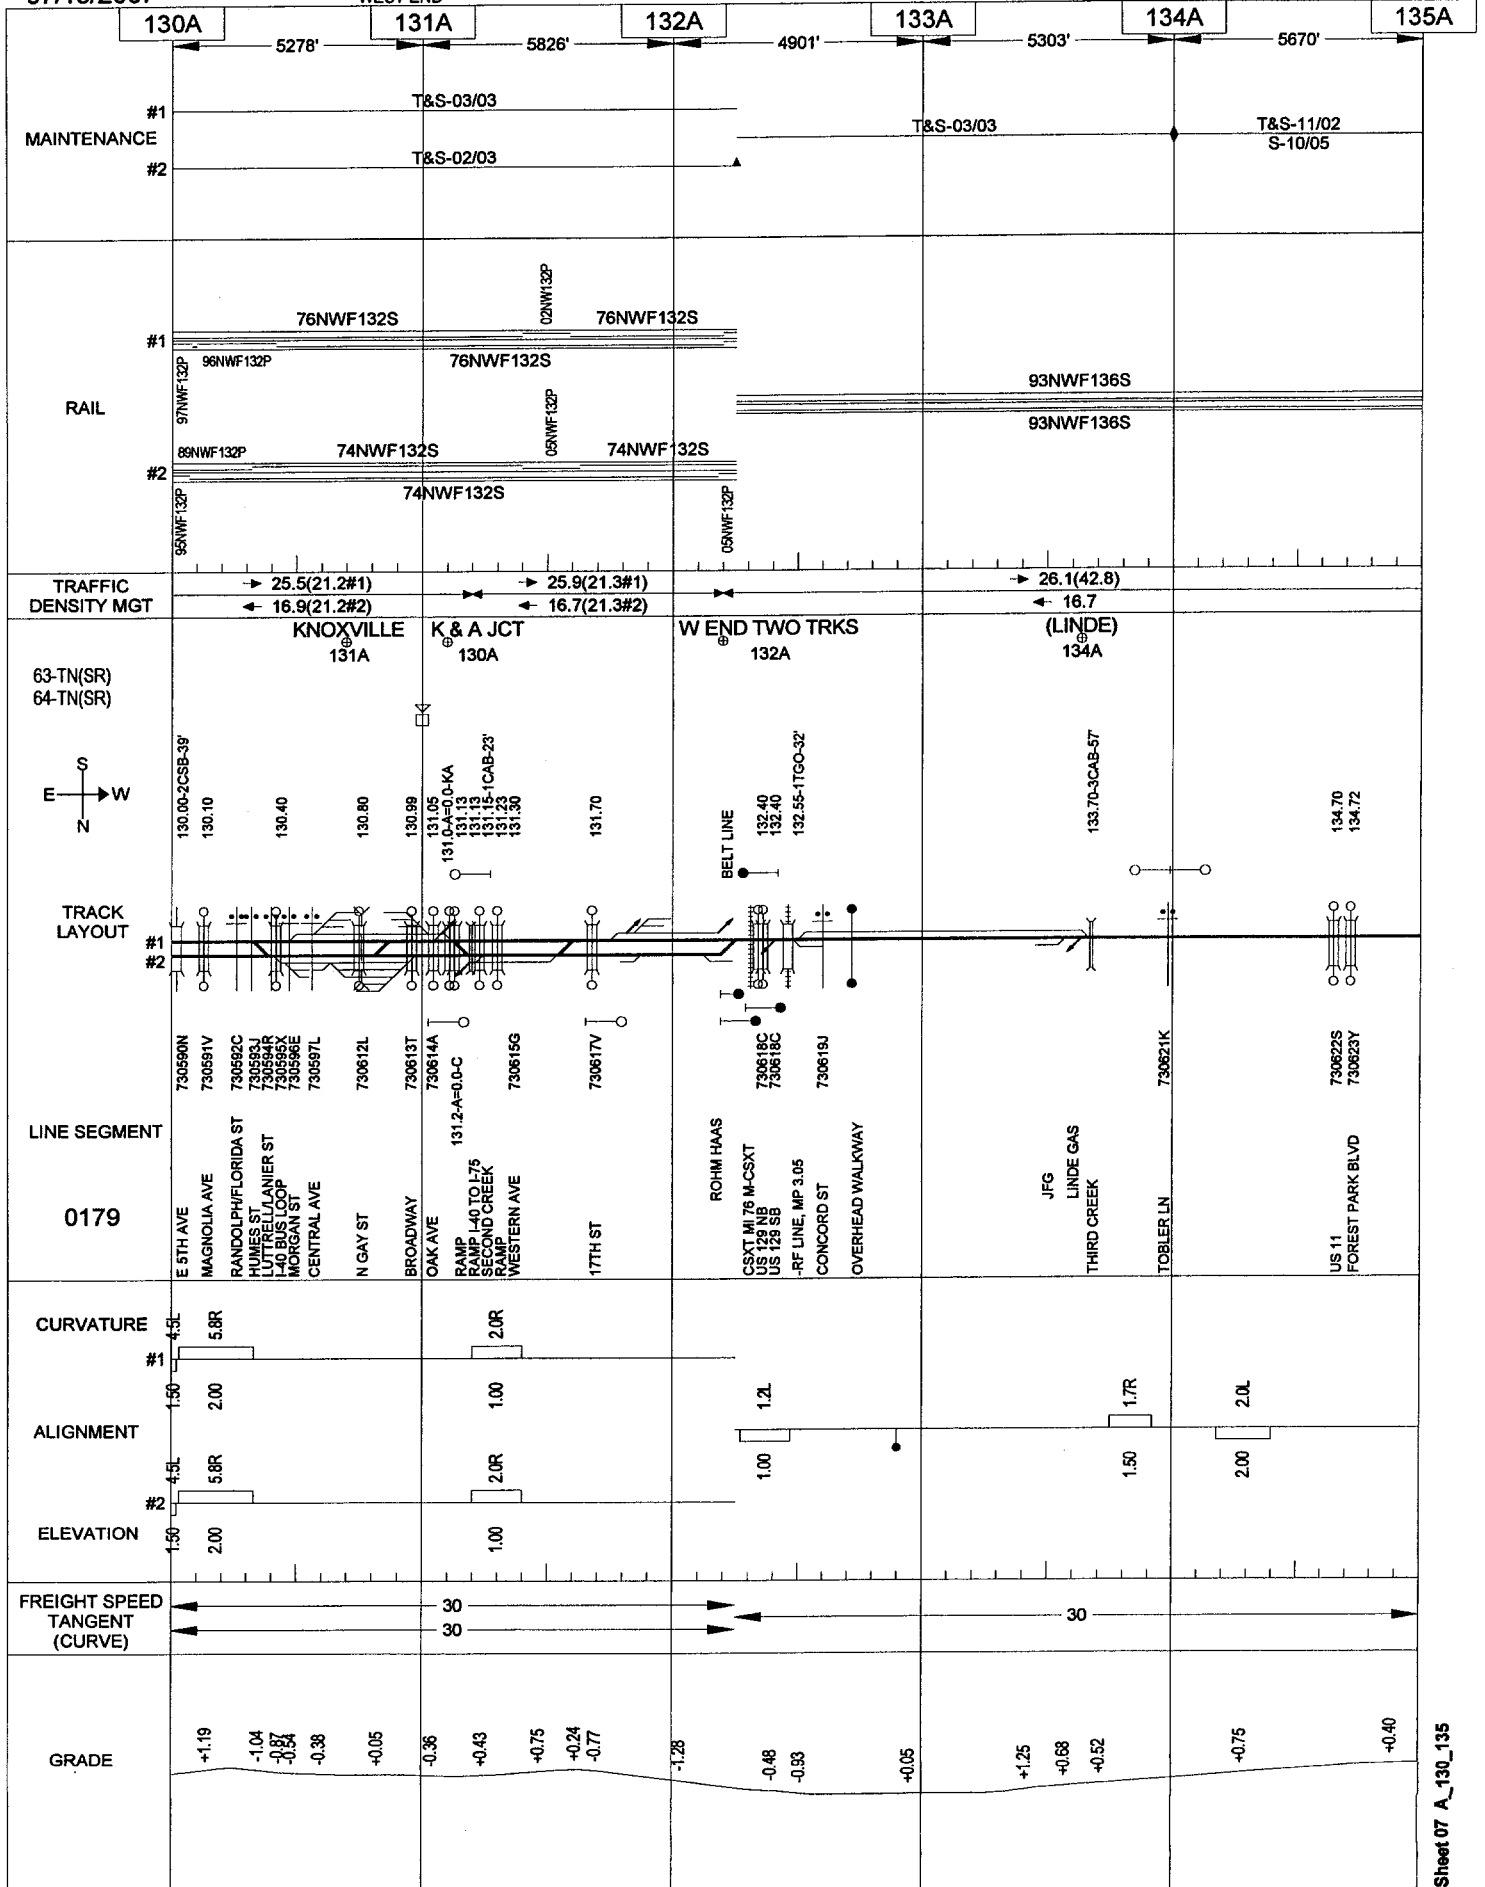 WEST END
130A 131A 132A 133A 134A 135A
5278' 5826' 4901' 5303' 5670'
MAINTENANCE
#1
#2
T&S-03/03
T&S-02/03
T&S-03/03
T&S-11/02
S-10/05
RAIL
#1
#2
76NWF132S
02NW132P
76NWF132S
97NWF132P
96NWF132P
76NWF132S
93NWF136S
93NWF136S
89NWF132P
74NWF132S
05NWF132P
74NWF132S
95NWF132P
74NWF132S
05NWF132P
TRAFFIC
DENSITY MGT
25.5(21.2#1)
16.9(21.2#2)
25.9(21.3#1)
16.7(21.3#2)
26.1(42.8)
16.7
KNOXVILLE
131A
K & A JCT
130A
W END TWO TRKS
132A
(LINDE)
134A
63-TN(SR)
64-TN(SR)
S
E W
N
130.00-2CSB-39'
130.10
130.40
130.80
130.99
131.05
131.0-A=0.0-KA
131.13
131.13
131.15-1CAB-23'
131.23
131.30
131.70
BELT LINE
132.40
132.40
132.55-1TGO-32'
133.70-3CAB-57'
134.70
134.72
TRACK
LAYOUT
#1
#2
730590N
730591V
730592C
730593J
730594R
730595X
730596E
730597L
730612L
730613T
730614A
131.2-A=0.0-C
730615G
730617V
730618C
730618C
730619J
730621K
730622S
730623Y
LINE SEGMENT
0179
E 5TH AVE
MAGNOLIA AVE
RANDOLPH/FLORIDA ST
HUMES ST
LUTTRELL/LANIER ST
I-40 BUS LOOP
MORGAN ST
CENTRAL AVE
N GAY ST
BROADWAY
OAK AVE
RAMP
RAMP I-40 TO I-75
SECOND CREEK
RAMP
WESTERN AVE
17TH ST
ROHM HAAS
CSXT MI 76 M-CSXT
US 129 NB
US 129 SB
-RF LINE, MP 3.05
CONCORD ST
OVERHEAD WALKWAY
JFG
LINDE GAS
THIRD CREEK
TOBLER LN
US 11
FOREST PARK BLVD
CURVATURE
#1
4.5L
5.8R
2.0R
1.50
2.00
1.00
1.2L
1.7R
2.0L
ALIGNMENT
1.00
1.50
2.00
#2
4.5L
5.8R
2.0R
ELEVATION
1.50
2.00
1.00
FREIGHT SPEED
TANGENT
(CURVE)
30
30
30
GRADE
+1.19
-1.04
-0.87
-0.54
-0.38
+0.05
-0.36
+0.43
+0.75
+0.24
-0.77
-1.28
-0.48
-0.93
+0.05
+1.25
+0.68
+0.52
+0.75
+0.40
Sheet 07 A_130_135